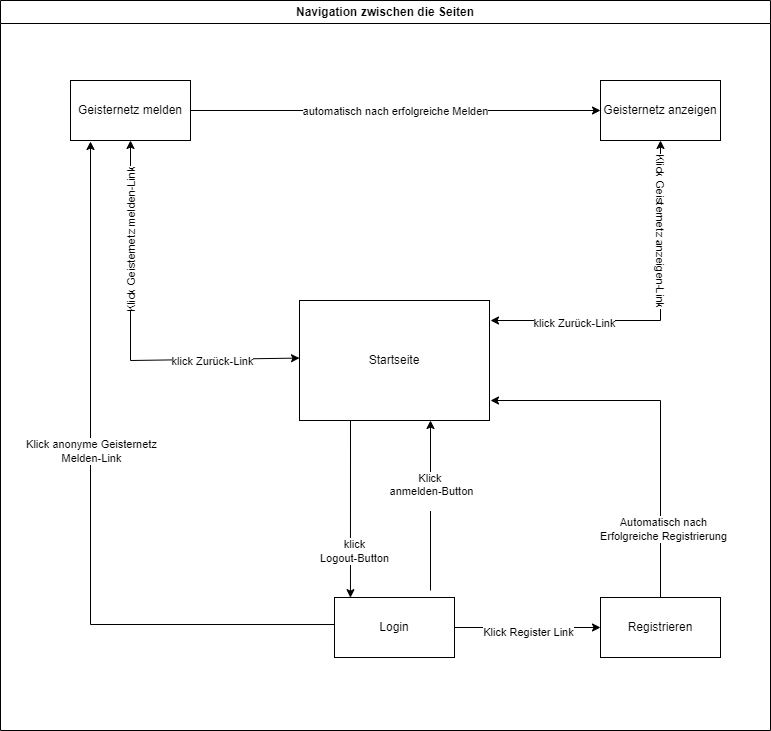 Navigation zwischen die Seiten
Geisternetz melden
automatisch nach erfolgreiche Melden
Geisternetz anzeigen
Klick Geisternetz melden-Link
Klick Geisternetz anzeigen-Link
klick Zurück-Link
klick Zurück-Link
Startseite
Klick anonyme Geisternetz
Melden-Link
Klick
anmelden-Button
klick
Logout-Button
Automatisch nach
Erfolgreiche Registrierung
Login
Klick Register Link
Registrieren